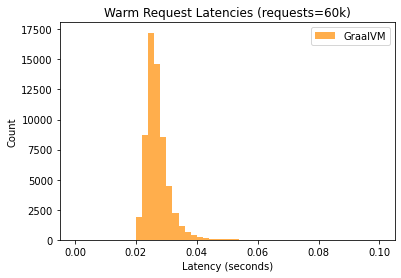 Warm Request Latencies (requests=60k)
GraalVM
17500
15000
12500
10000
7500
5000
2500
0
Count
0.00 0.02 0.04 0.06 0.08 0.10
Latency (seconds)